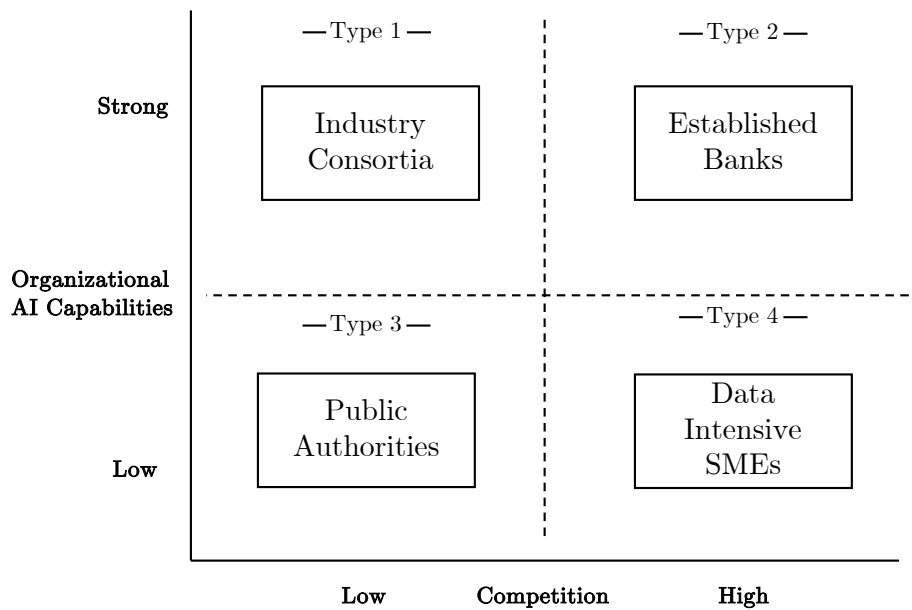 Type 1
Type 2
Strong
Industry
Consortia
Established
Banks
Organizational
AI Capabilities
Type 3
Type 4
Public
Authorities
Data
Intensive
SMEs
Low
Low
Competition
High